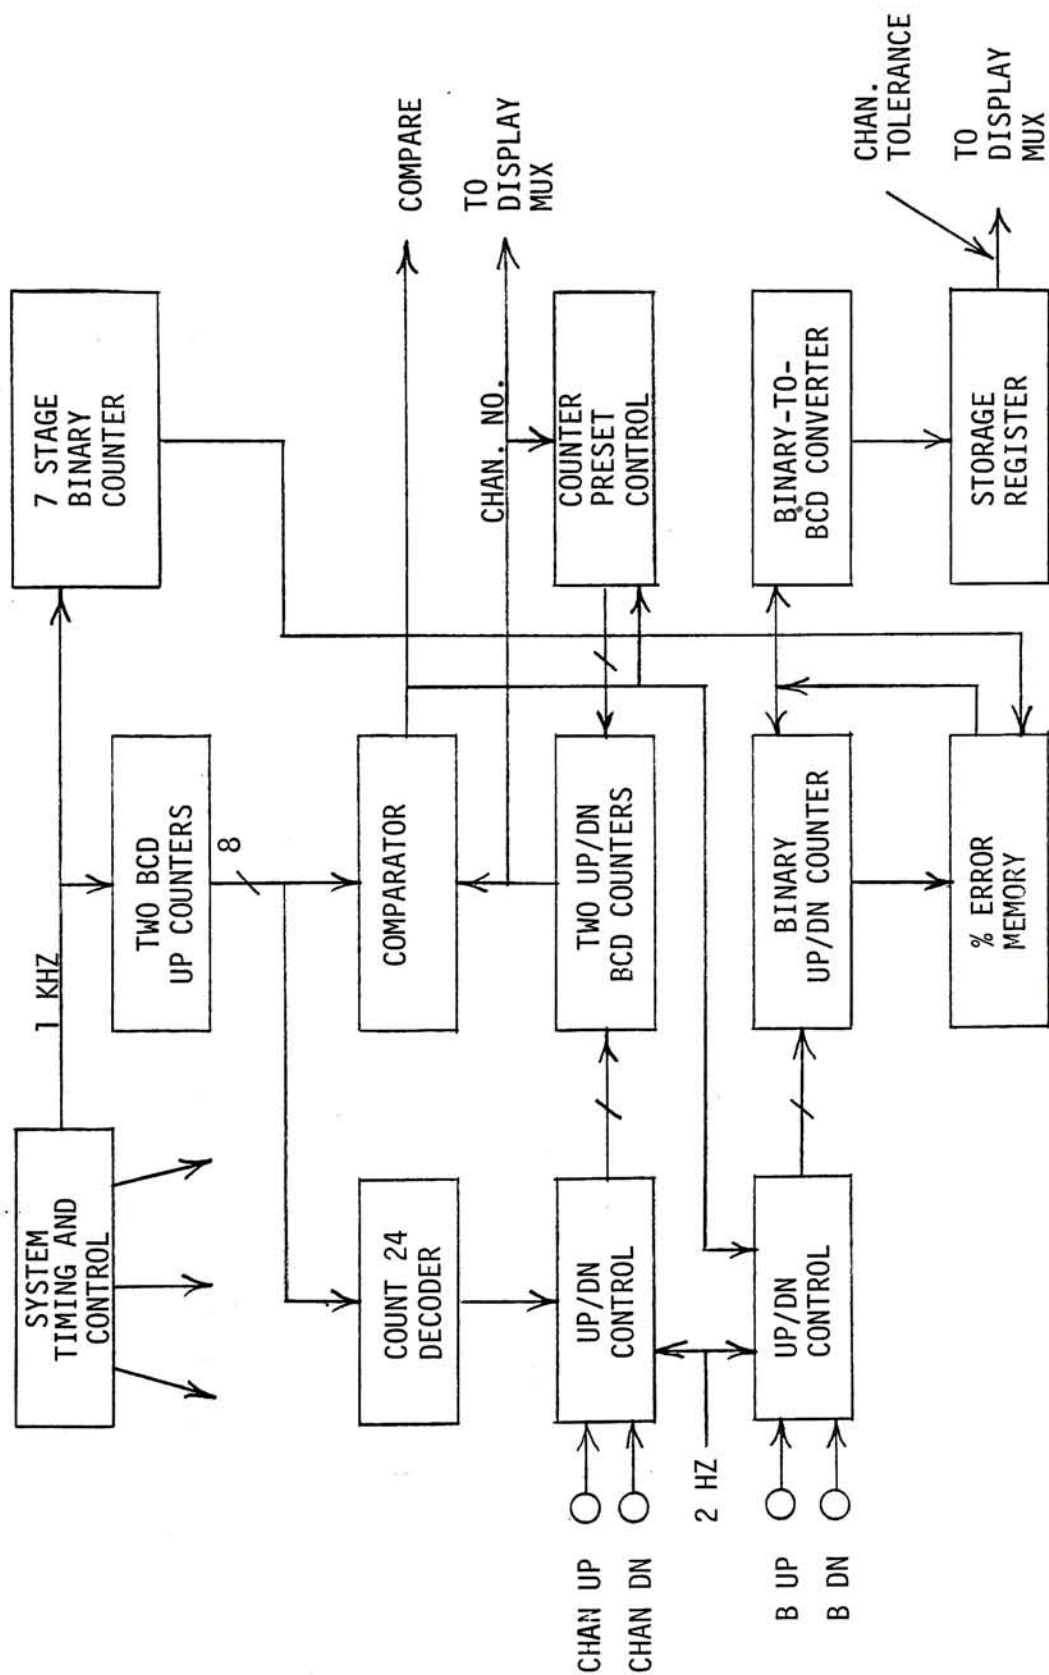 SYSTEM
TIMING AND
CONTROL
1 KHZ
7 STAGE
BINARY
COUNTER
TWO BCD
UP COUNTERS
8
COUNT 24
DECODER
COMPARATOR
COMPARE
CHAN. NO.
TO
DISPLAY
MUX
CHAN UP
CHAN DN
UP/DN
CONTROL
TWO UP/DN
BCD COUNTERS
COUNTER
PRESET
CONTROL
2 HZ
B UP
B DN
UP/DN
CONTROL
BINARY
UP/DN COUNTER
BINARY-TO-
BCD CONVERTER
CHAN.
TOLERANCE
% ERROR
MEMORY
STORAGE
REGISTER
TO
DISPLAY
MUX